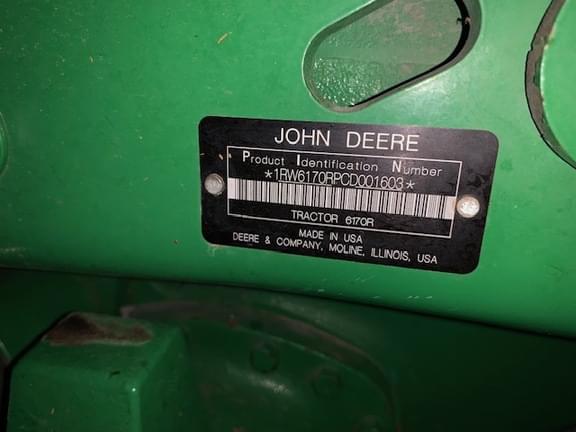 JOHN DEERE
Product Identification Number
*1RW6170RPCD001603*
TRACTOR 6170R
MADE IN USA
DEERE & COMPANY, MOLINE, ILLINOIS, USA